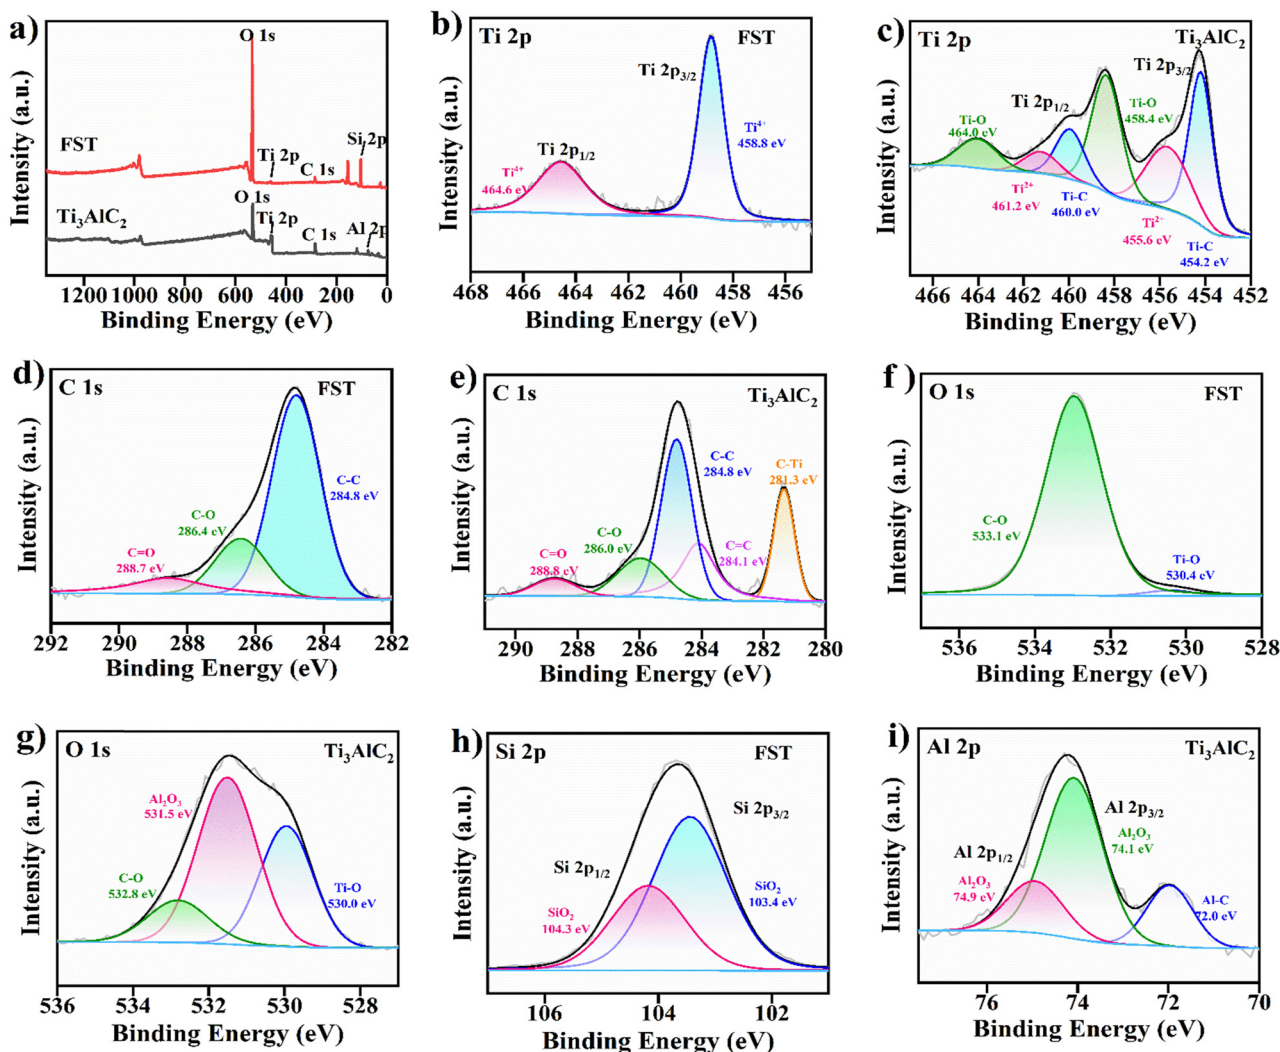 a)
O 1s
FST
Si 2p
Ti 2p
C 1s
O 1s
Ti₃AlC₂
Ti 2p
C 1s
Al 2p
Intensity (a.u.)
1200 1000 800 600 400 200 0
Binding Energy (eV)
b)
Ti 2p
FST
Ti 2p₃/₂
Ti⁴⁺
458.8 eV
Ti 2p₁/₂
Ti⁴⁺
464.6 eV
Intensity (a.u.)
468 466 464 462 460 458 456
Binding Energy (eV)
c)
Ti 2p
Ti₃AlC₂
Ti 2p₃/₂
Ti 2p₁/₂
Ti-O
458.4 eV
Ti-O
464.0 eV
Ti²⁺
461.2 eV
Ti-C
460.0 eV
Ti²⁺
455.6 eV
Ti-C
454.2 eV
Intensity (a.u.)
466 464 462 460 458 456 454 452
Binding Energy (eV)
d)
C 1s
FST
C-C
284.8 eV
C-O
286.4 eV
C=O
288.7 eV
Intensity (a.u.)
292 290 288 286 284 282
Binding Energy (eV)
e)
C 1s
Ti₃AlC₂
C-C
284.8 eV
C-Ti
281.3 eV
C-O
286.0 eV
C=O
288.8 eV
C=C
284.1 eV
Intensity (a.u.)
290 288 286 284 282 280
Binding Energy (eV)
f)
O 1s
FST
C-O
533.1 eV
Ti-O
530.4 eV
Intensity (a.u.)
536 534 532 530 528
Binding Energy (eV)
g)
O 1s
Ti₃AlC₂
Al₂O₃
531.5 eV
C-O
532.8 eV
Ti-O
530.0 eV
Intensity (a.u.)
536 534 532 530 528
Binding Energy (eV)
h)
Si 2p
FST
Si 2p₃/₂
Si 2p₁/₂
SiO₂
103.4 eV
SiO₂
104.3 eV
Intensity (a.u.)
106 104 102
Binding Energy (eV)
i)
Al 2p
Ti₃AlC₂
Al 2p₃/₂
Al₂O₃
74.1 eV
Al 2p₁/₂
Al₂O₃
74.9 eV
Al-C
72.0 eV
Intensity (a.u.)
76 74 72 70
Binding Energy (eV)